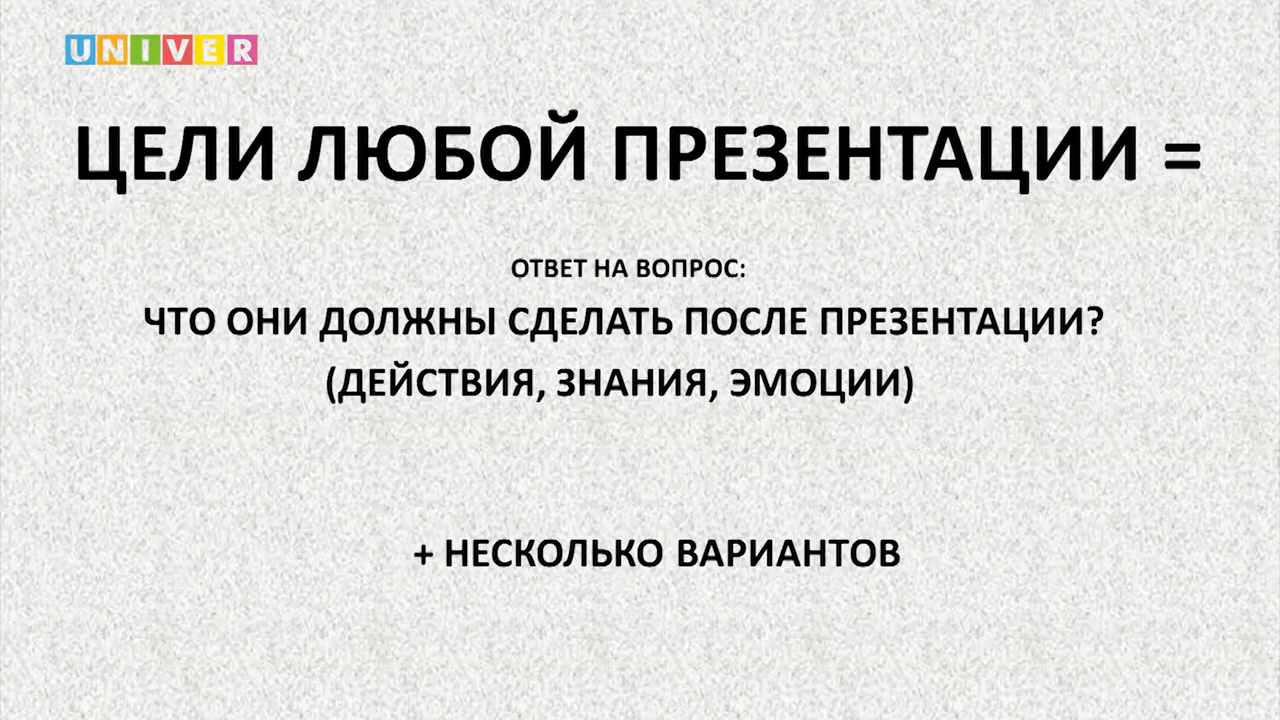 UNIVER
ЦЕЛИ ЛЮБОЙ ПРЕЗЕНТАЦИИ =
ОТВЕТ НА ВОПРОС:
ЧТО ОНИ ДОЛЖНЫ СДЕЛАТЬ ПОСЛЕ ПРЕЗЕНТАЦИИ?
(ДЕЙСТВИЯ, ЗНАНИЯ, ЭМОЦИИ)
+ НЕСКОЛЬКО ВАРИАНТОВ